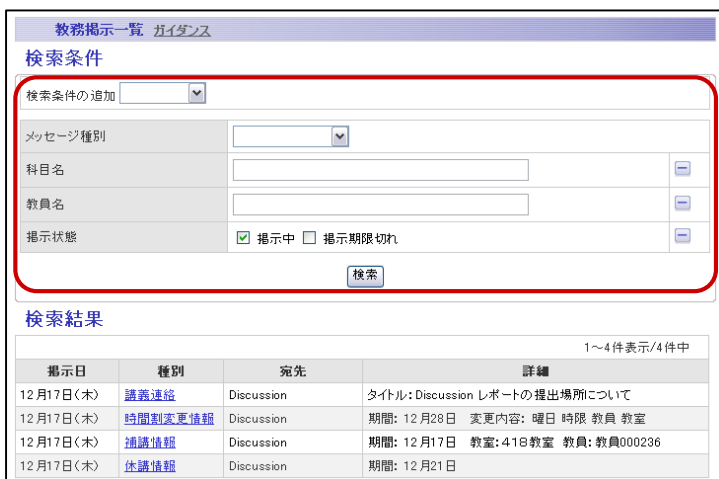 教務掲示一覧 ガイダンス
検索条件
検索条件の追加
メッセージ種別
科目名
教員名
掲示状態 掲示中 掲示期限切れ
検索
検索結果
1～4件表示/4件中
掲示日 種別 宛先 詳細
12月17日(木) 講義連絡 Discussion タイトル:Discussion レポートの提出場所について
12月17日(木) 時間割変更情報 Discussion 期間: 12月28日 変更内容: 曜日 時限 教員 教室
12月17日(木) 補講情報 Discussion 期間: 12月17日 教室:418教室 教員:教員000236
12月17日(木) 休講情報 Discussion 期間: 12月21日